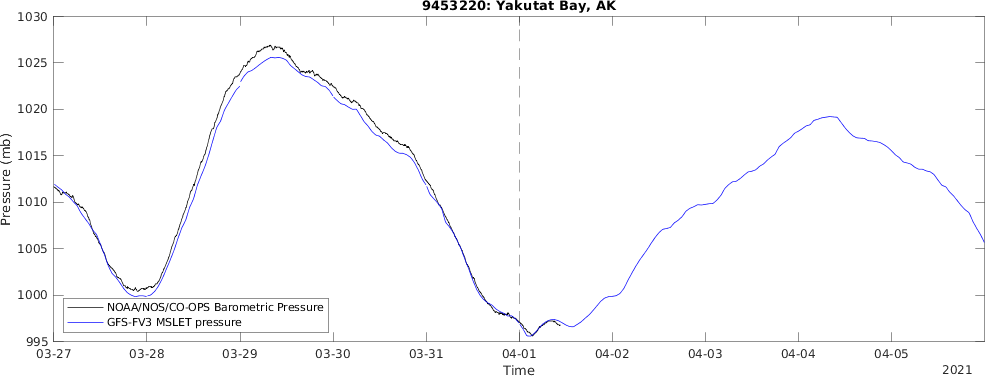 9453220: Yakutat Bay, AK
Pressure (mb)
1030
1025
1020
1015
1010
1005
1000
995
NOAA/NOS/CO-OPS Barometric Pressure
GFS-FV3 MSLET pressure
03-27 03-28 03-29 03-30 03-31 04-01 04-02 04-03 04-04 04-05
Time
2021